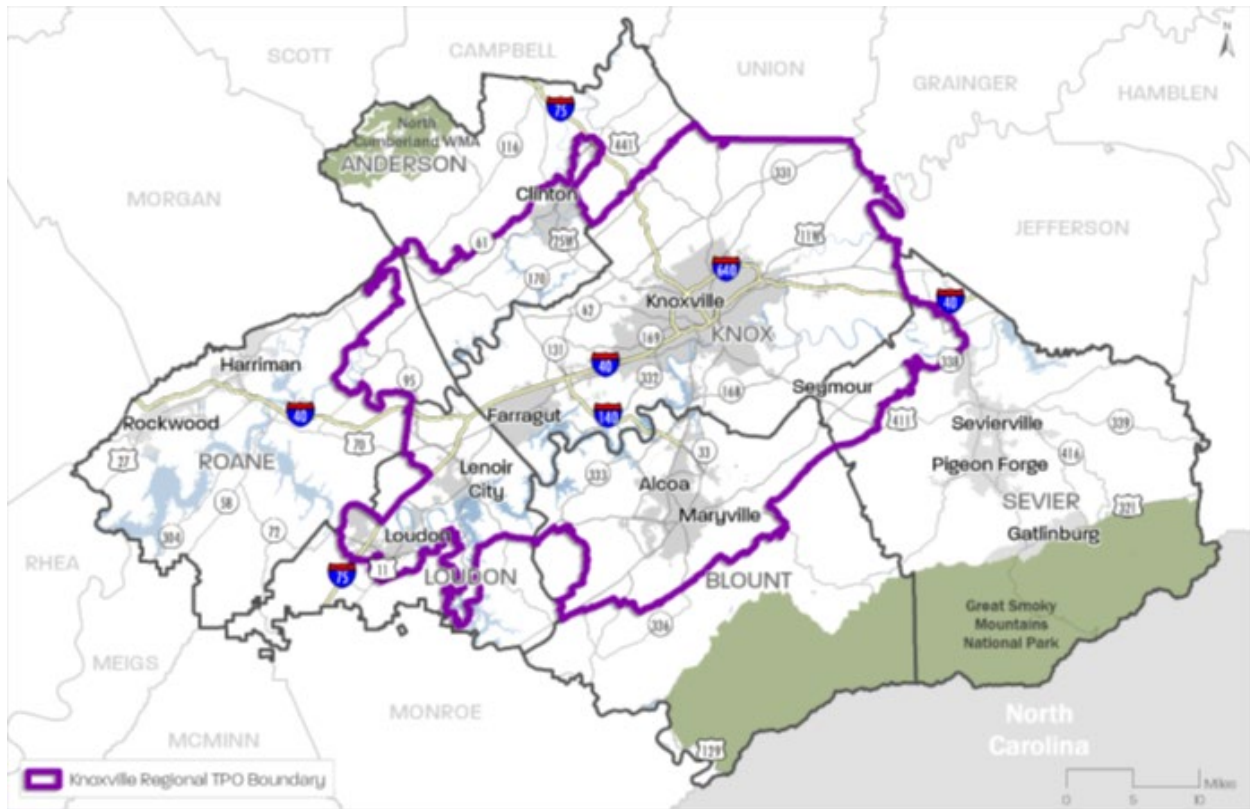 N
SCOTT
CAMPBELL
UNION
GRAINGER
HAMBLEN
75
North
Cumberland WMA
ANDERSON
116
441
331
MORGAN
Clinton
JEFFERSON
61
25W
11W
170
640
Knoxville
40
62
KNOX
131
169
Harriman
40
332
338
95
168
Seymour
40
140
Farragut
411
Rockwood
70
Sevierville
339
27
ROANE
33
Lenoir
City
333
Alcoa
Pigeon Forge
416
58
Maryville
SEVIER
321
304
72
Loudon
Gatlinburg
RHEA
75
11
LOUDON
BLOUNT
336
Great Smoky
Mountains
National Park
MEIGS
MONROE
North
Carolina
MCMINN
129
Knoxville Regional TPO Boundary
0 5 10 Miles